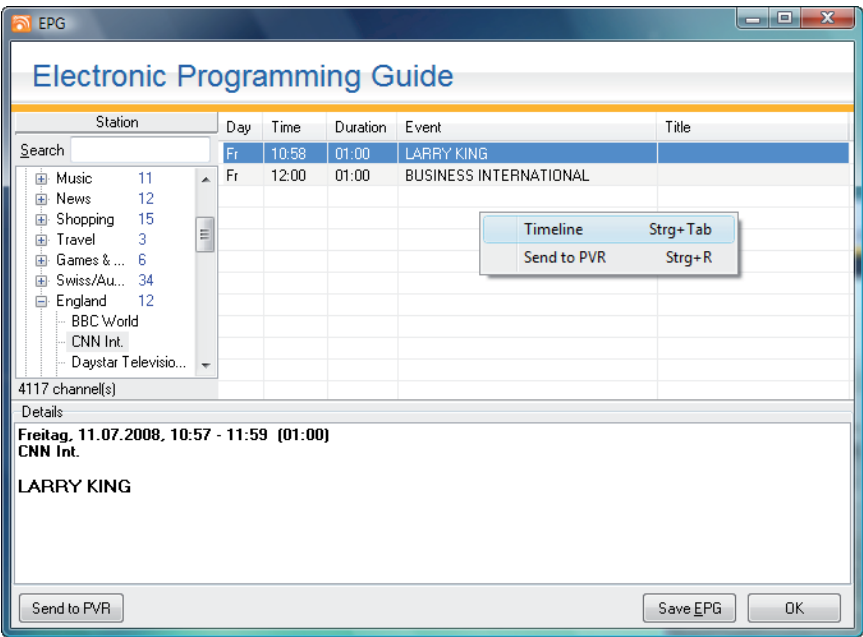 EPG
Electronic Programming Guide
Station
Day Time Duration Event Title
Search
Fr 10:58 01:00 LARRY KING
Fr 12:00 01:00 BUSINESS INTERNATIONAL
Music 11
News 12
Shopping 15
Travel 3
Games & ... 6
Swiss/Au... 34
England 12
BBC World
CNN Int.
Daystar Televisio...
4117 channel(s)
Timeline Strg+Tab
Send to PVR Strg+R
Details
Freitag, 11.07.2008, 10:57 - 11:59 (01:00)
CNN Int.
LARRY KING
Send to PVR Save EPG OK